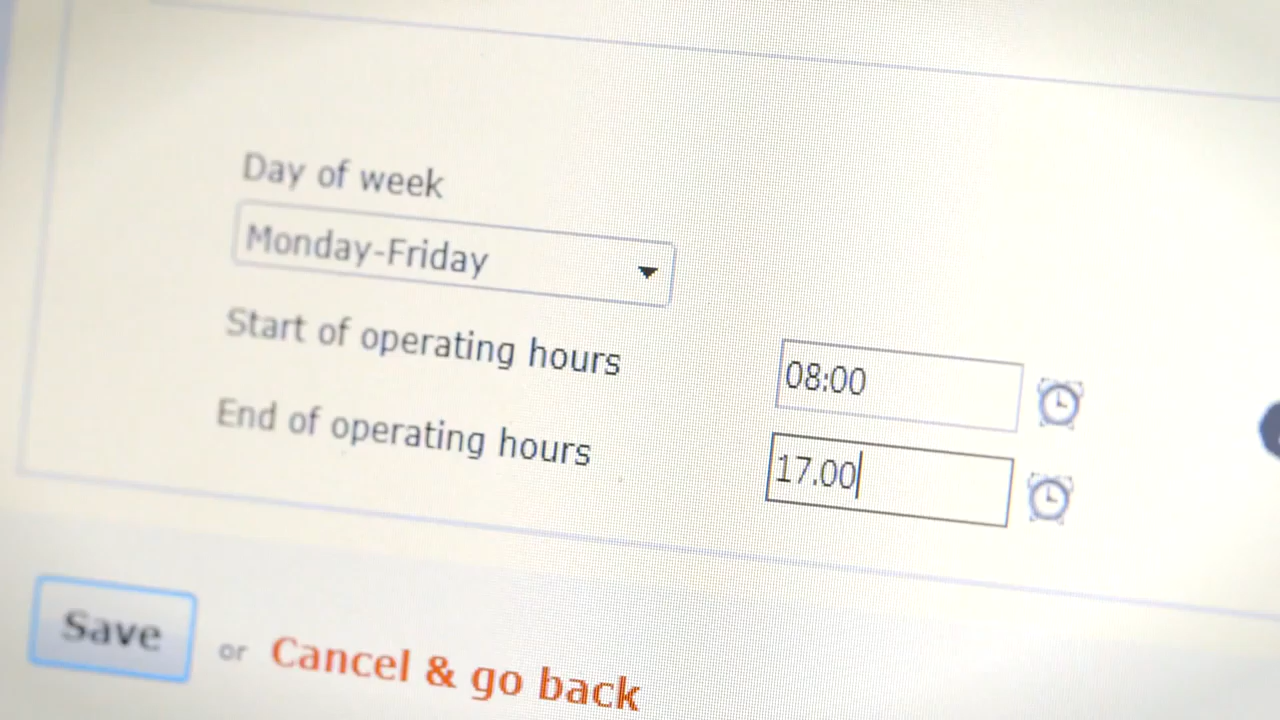 Day of week
Monday-Friday
Start of operating hours 08:00
End of operating hours 17.00
Save or Cancel & go back